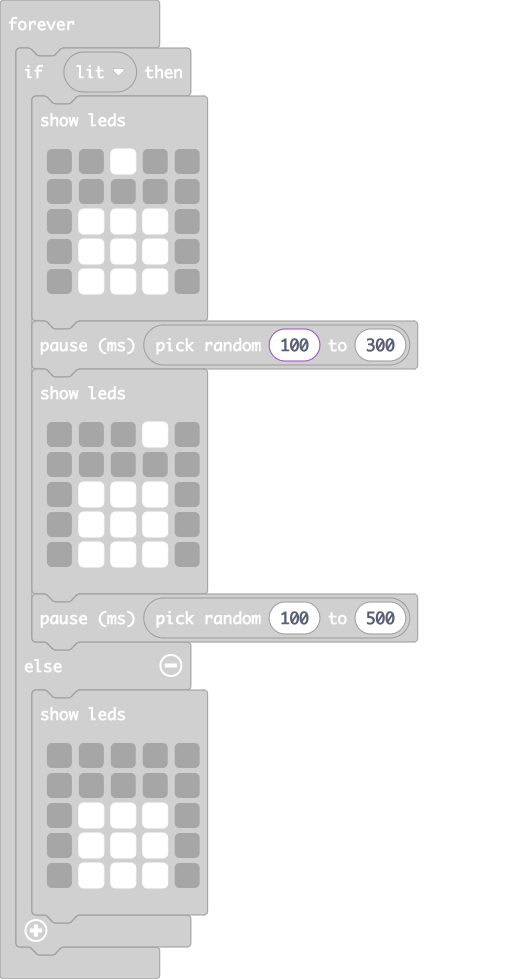 forever
if lit then
show leds
pause (ms) pick random 100 to 300
show leds
pause (ms) pick random 100 to 500
else
show leds